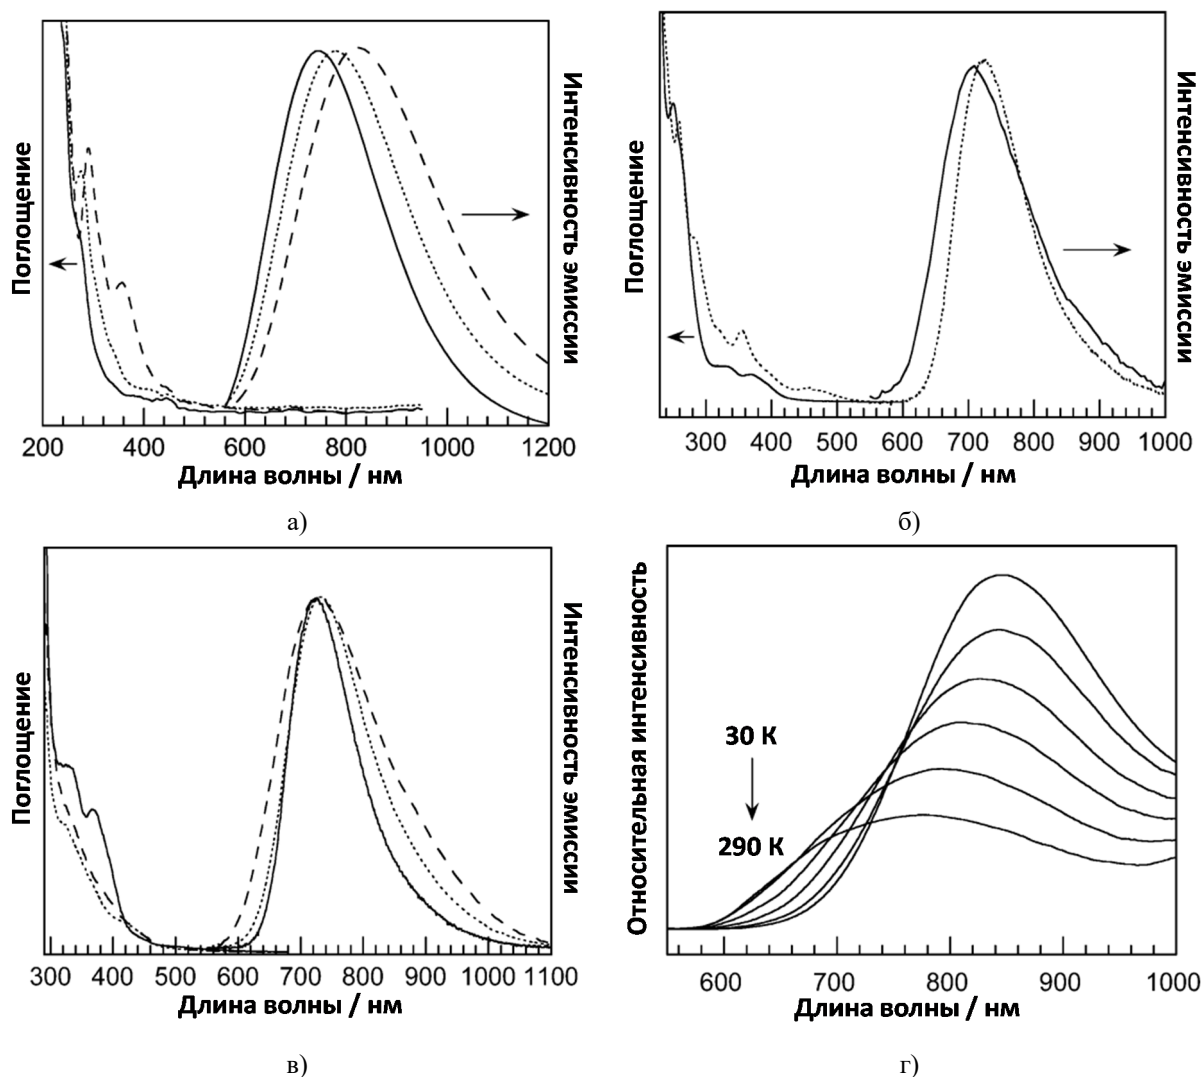 Поглощение
Интенсивность эмиссии
200 400 600 800 1000 1200
Длина волны / нм
а)
Поглощение
Интенсивность эмиссии
300 400 500 600 700 800 900 1000
Длина волны / нм
б)
Поглощение
Интенсивность эмиссии
300 400 500 600 700 800 900 1000 1100
Длина волны / нм
в)
Относительная интенсивность
30 К
290 К
600 700 800 900 1000
Длина волны / нм
г)